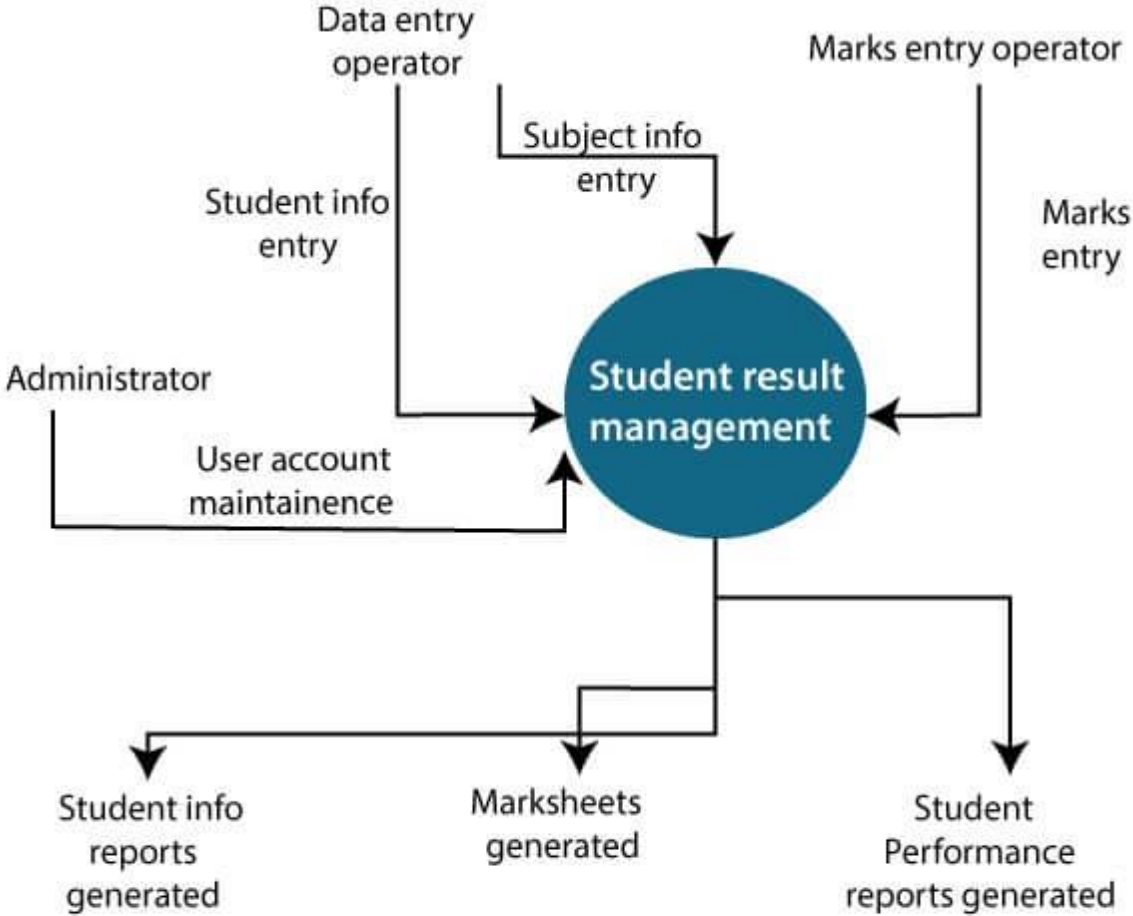 Data entry
operator
Marks entry operator
Subject info
entry
Student info
entry
Marks
entry
Administrator
Student result
management
User account
maintainence
Student info
reports
generated
Marksheets
generated
Student
Performance
reports generated